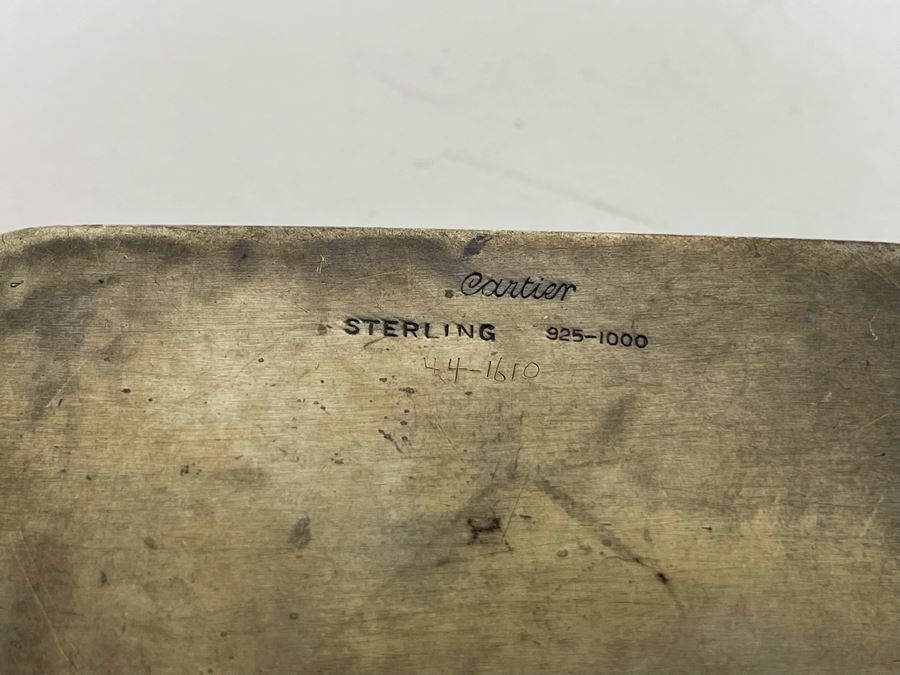 Cartier
STERLING 925-1000
44-1610